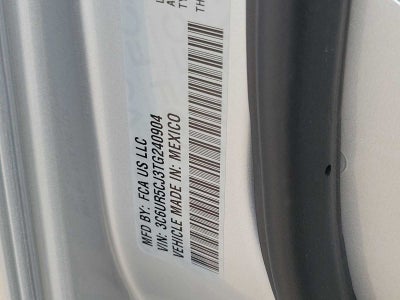 MFD BY: FCA US LLC
VIN: 3C6UR5CJ3TG240904
VEHICLE MADE IN: MEXICO